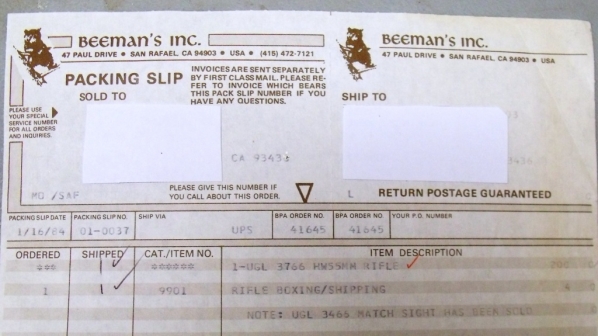 BEEMAN'S INC.
47 PAUL DRIVE • SAN RAFAEL, CA 94903 • USA • (415) 472-7121
PACKING SLIP
INVOICES ARE SENT SEPARATELY
BY FIRST CLASS MAIL. PLEASE RE-
FER TO INVOICE WHICH BEARS
THIS PACK SLIP NUMBER IF YOU
HAVE ANY QUESTIONS.
SOLD TO
PLEASE USE
YOUR SPECIAL
SERVICE NUMBER
FOR ALL ORDERS
AND INQUIRIES.
CA 93433
MG /SAF
PLEASE GIVE THIS NUMBER IF
YOU CALL ABOUT THIS ORDER.
BEEMAN'S INC.
47 PAUL DRIVE • SAN RAFAEL, CA 94903 • USA
SHIP TO
L RETURN POSTAGE GUARANTEED
PACKING SLIP DATE PACKING SLIP NO. SHIP VIA BPA ORDER NO BPA ORDER NO. YOUR P.O. NUMBER
1/16/84 01-0037 UPS 41645 41645
ORDERED SHIPPED CAT./ITEM NO. ITEM DESCRIPTION
*** 1 ****** 1-UGL 3766 HW55MM RIFLE
1 1 9901 RIFLE BOXING/SHIPPING
NOTE: UGL 3466 MATCH SIGHT HAS BEEN SOLD